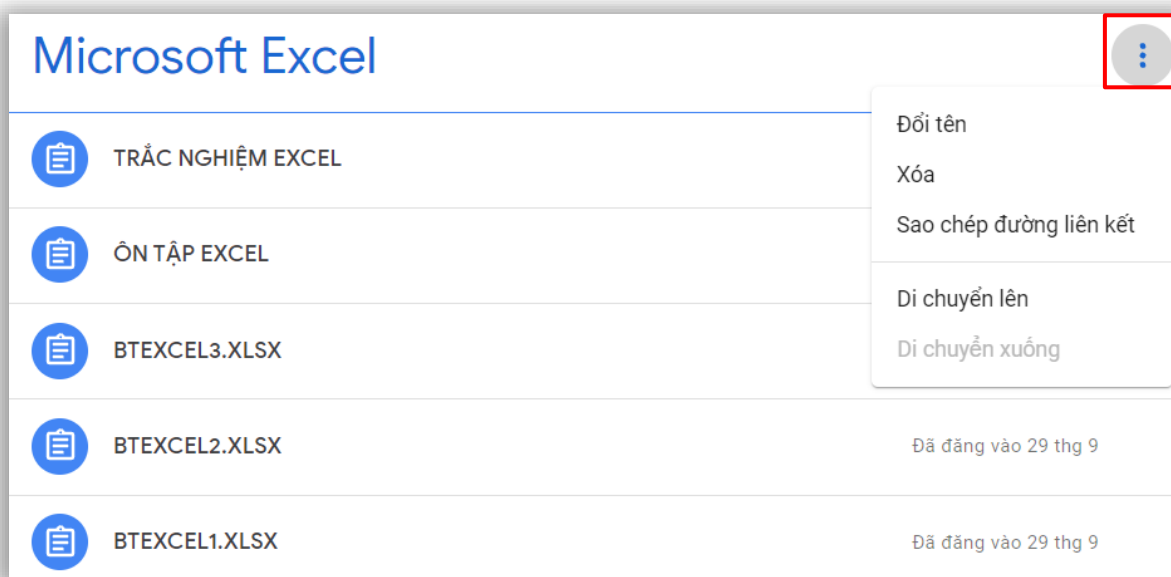 Microsoft Excel
Đổi tên
Xóa
Sao chép đường liên kết
Di chuyển lên
Di chuyển xuống
TRẮC NGHIỆM EXCEL
ÔN TẬP EXCEL
BTEXCEL3.XLSX
BTEXCEL2.XLSX Đã đăng vào 29 thg 9
BTEXCEL1.XLSX Đã đăng vào 29 thg 9